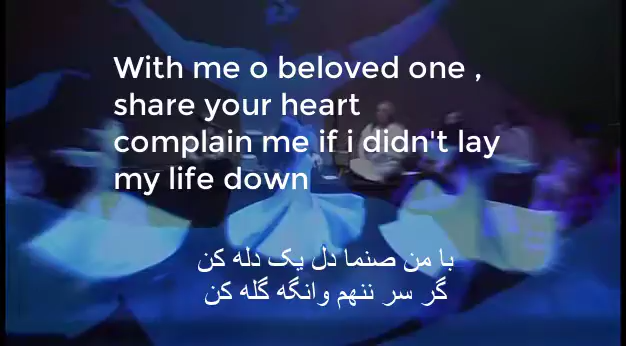 With me o beloved one ,
share your heart
complain me if i didn't lay
my life down
با من صنما دل یک دله کن
گر سر ننهم وانگه گله کن